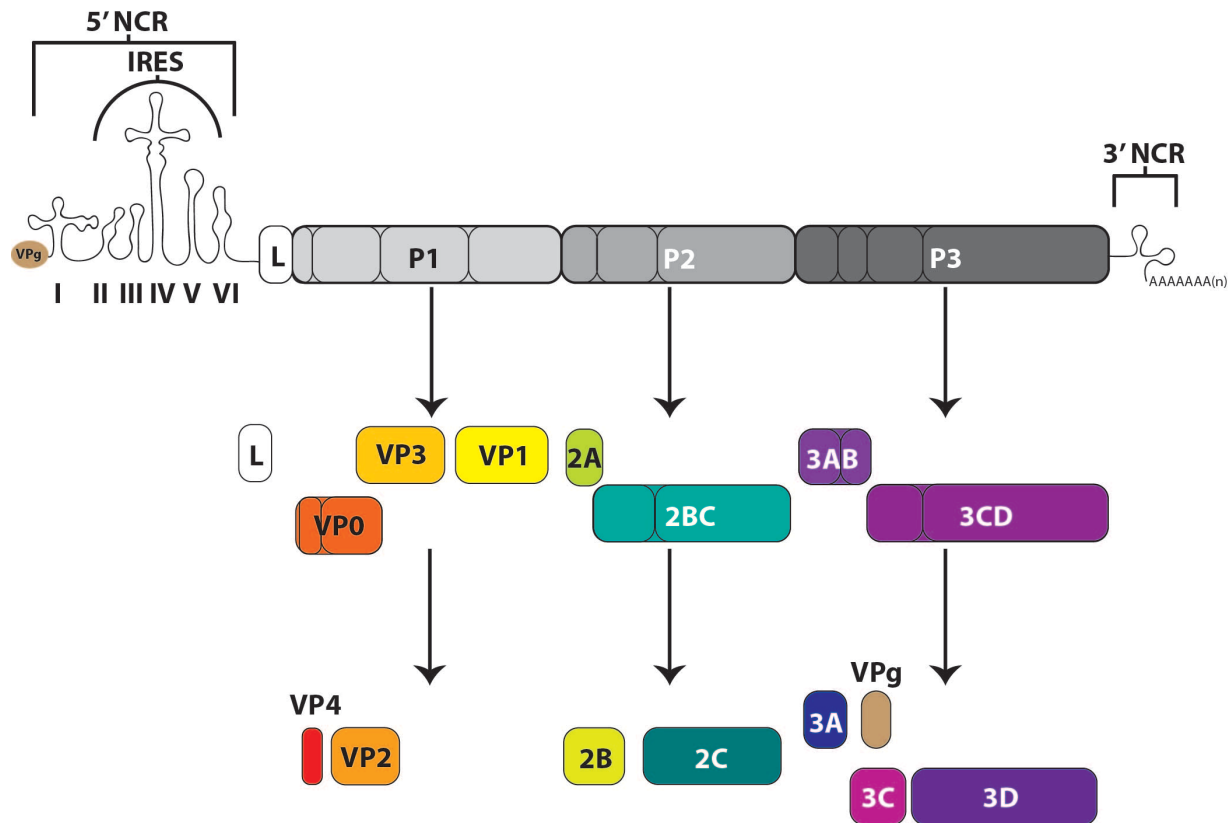 5’ NCR
IRES
3’ NCR
VPg
L
P1
P2
P3
AAAAAAA(n)
I II III IV V VI
L
VP3
VP1
2A
3AB
VP0
2BC
3CD
VPg
VP4
3A
VP2
2B
2C
3C
3D